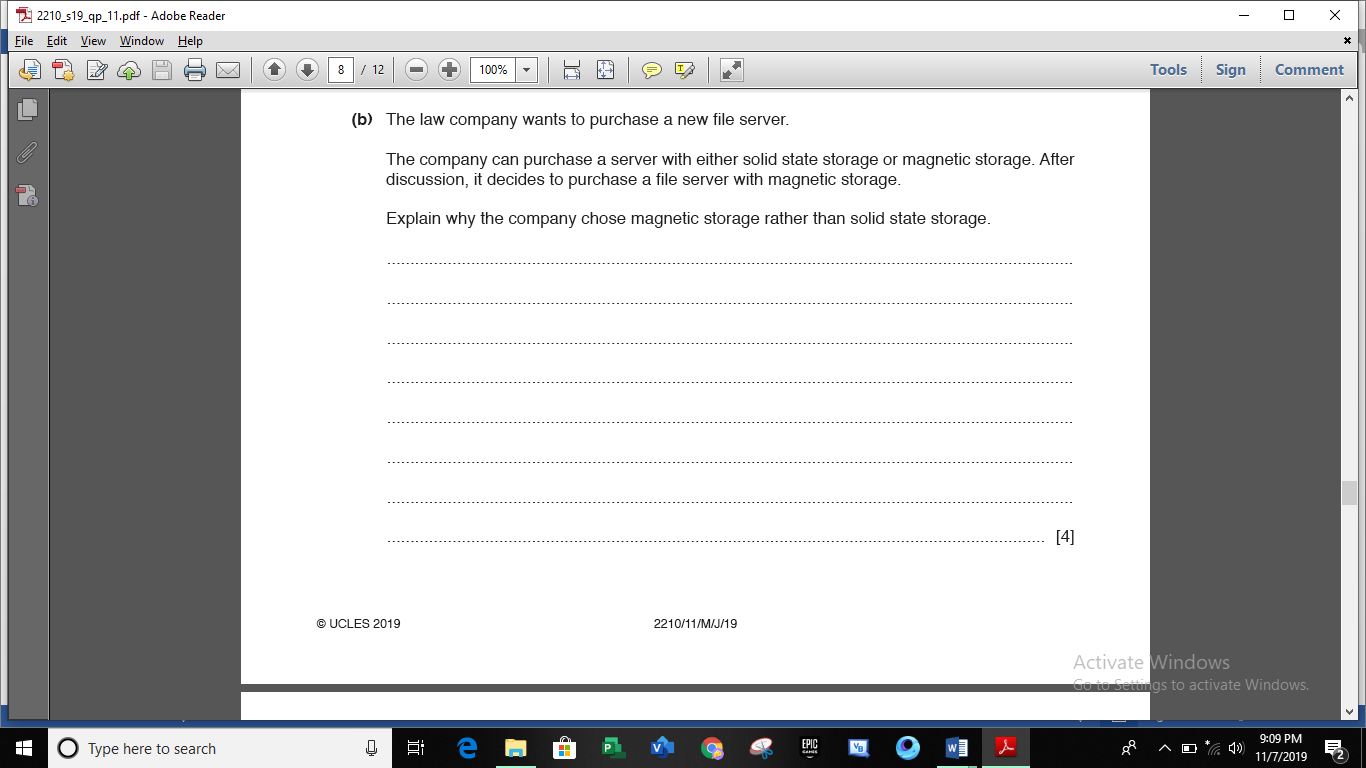 2210_s19_qp_11.pdf - Adobe Reader
File Edit View Window Help
8 / 12 100% Tools Sign Comment
(b) The law company wants to purchase a new file server.
The company can purchase a server with either solid state storage or magnetic storage. After
discussion, it decides to purchase a file server with magnetic storage.
Explain why the company chose magnetic storage rather than solid state storage.
[4]
© UCLES 2019 2210/11/M/J/19
Activate Windows
Go to Settings to activate Windows.
Type here to search
9:09 PM
11/7/2019
2